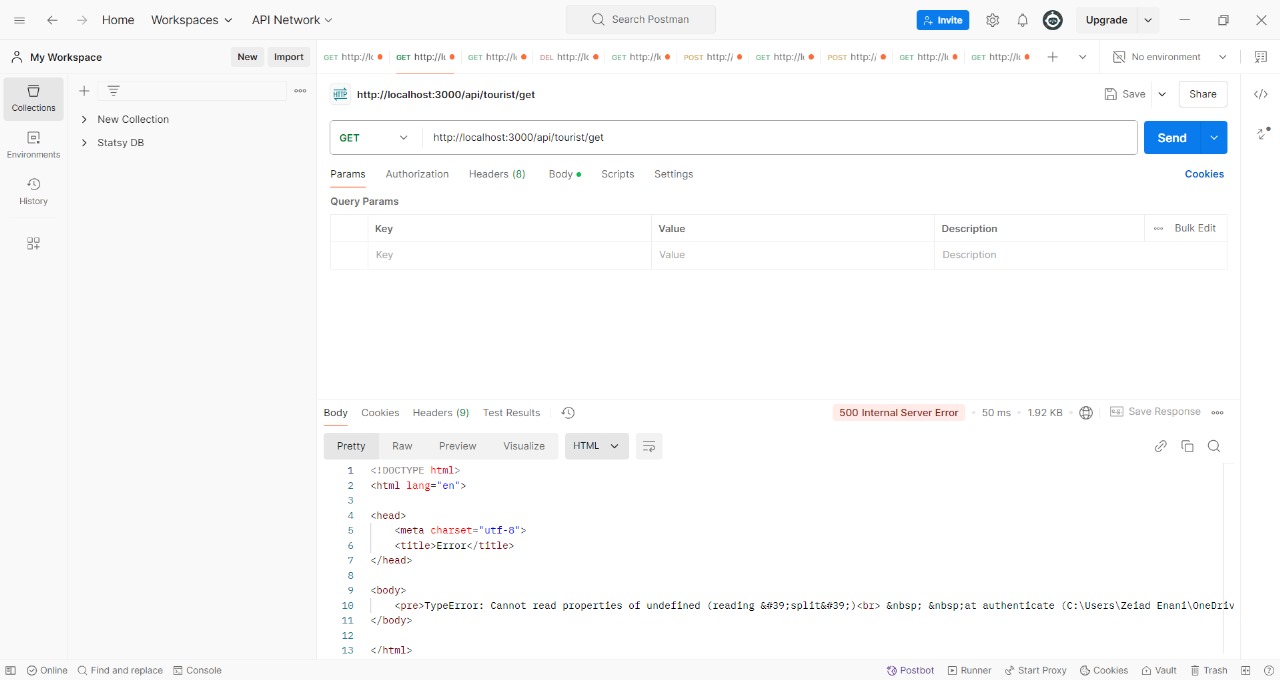 Home Workspaces API Network Search Postman Invite Upgrade
My Workspace New Import
GET http://l GET http://l GET http://l DEL http://l GET http://l POST http:// GET http://l POST http:// GET http://l GET http://l No environment
Collections
Environments
History
New Collection
Statsy DB
HTTP http://localhost:3000/api/tourist/get Save Share
GET http://localhost:3000/api/tourist/get Send
Params Authorization Headers (8) Body Scripts Settings Cookies
Query Params
Key Value Description Bulk Edit
Key Value Description
Body Cookies Headers (9) Test Results 500 Internal Server Error 50 ms 1.92 KB Save Response
Pretty Raw Preview Visualize HTML
1 <!DOCTYPE html>
2 <html lang="en">
3
4 <head>
5 <meta charset="utf-8">
6 <title>Error</title>
7 </head>
8
9 <body>
10 <pre>TypeError: Cannot read properties of undefined (reading &#39;split&#39;)<br> &nbsp; &nbsp;at authenticate (C:\Users\Zeiad Enani\OneDriv
11 </body>
12
13 </html>
Online Find and replace Console Postbot Runner Start Proxy Cookies Vault Trash